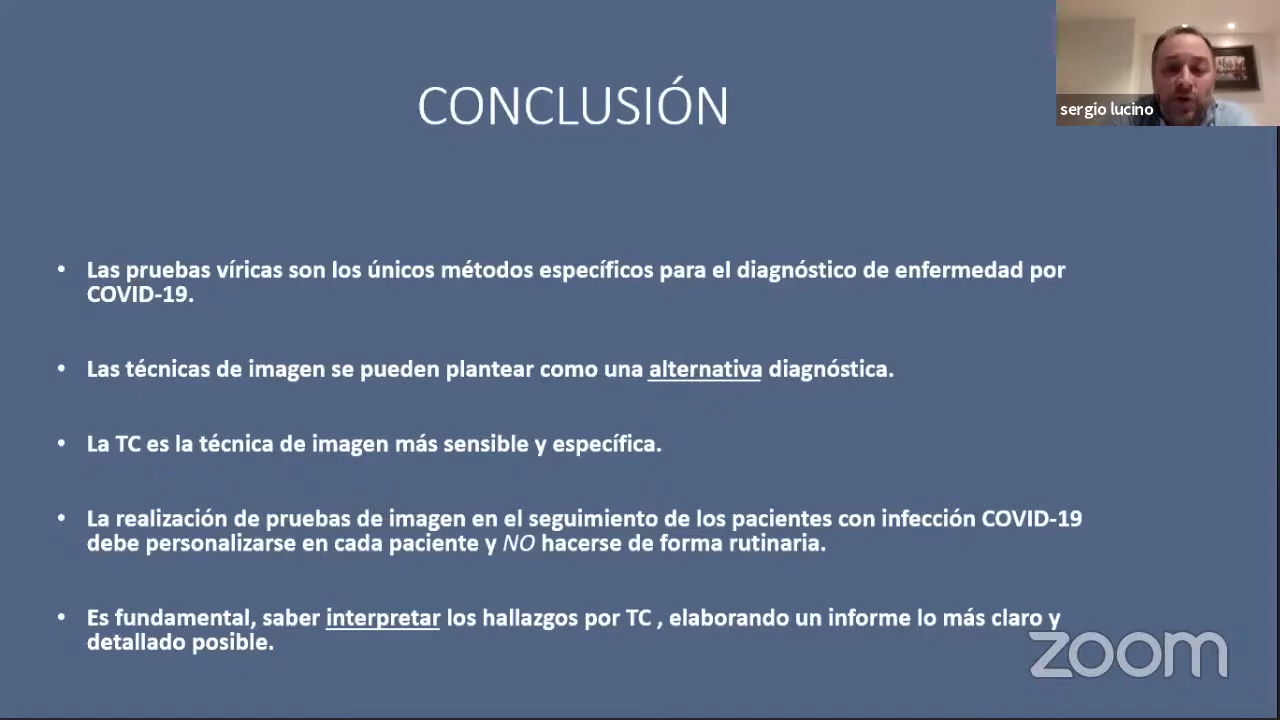 CONCLUSIÓN
sergio lucino
• Las pruebas víricas son los únicos métodos específicos para el diagnóstico de enfermedad por
COVID-19.
• Las técnicas de imagen se pueden plantear como una alternativa diagnóstica.
• La TC es la técnica de imagen más sensible y específica.
• La realización de pruebas de imagen en el seguimiento de los pacientes con infección COVID-19
debe personalizarse en cada paciente y NO hacerse de forma rutinaria.
• Es fundamental, saber interpretar los hallazgos por TC , elaborando un informe lo más claro y
detallado posible.
zoom